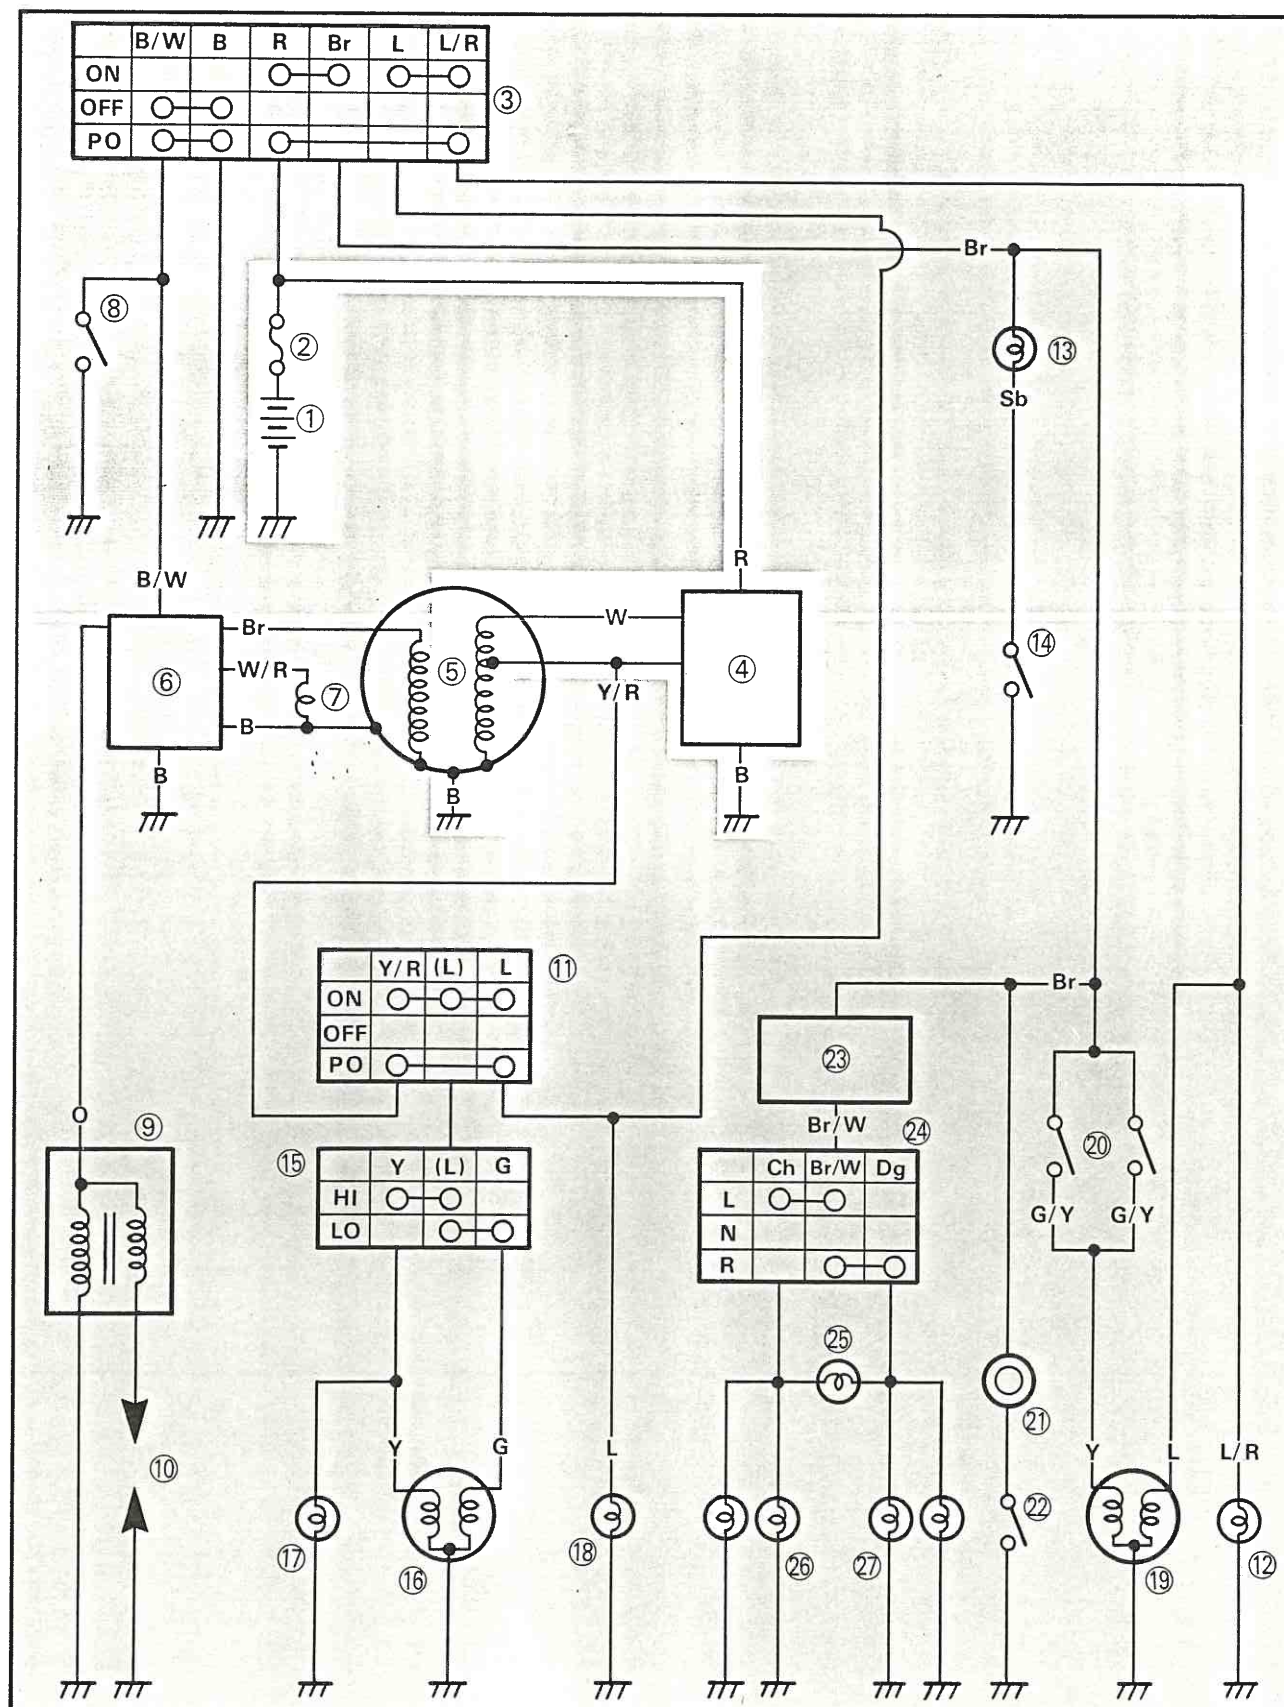 B/W B R Br L L/R
ON
OFF
PO
③
⑧
②
①
Br
⑬
Sb
B/W
R
Br
W
⑭
⑥
W/R
⑦
⑤
④
Y/R
B
B
B
B
Y/R (L) L
⑪
ON
OFF
PO
Br
㉓
O
⑨
Br/W
㉔
⑳
⑮
Y (L) G
HI
LO
Ch Br/W Dg
L
N
R
G/Y
G/Y
㉕
㉑
Y
G
L
Y
L
L/R
⑩
㉒
⑰
⑯
⑱
㉖
㉗
⑲
⑫